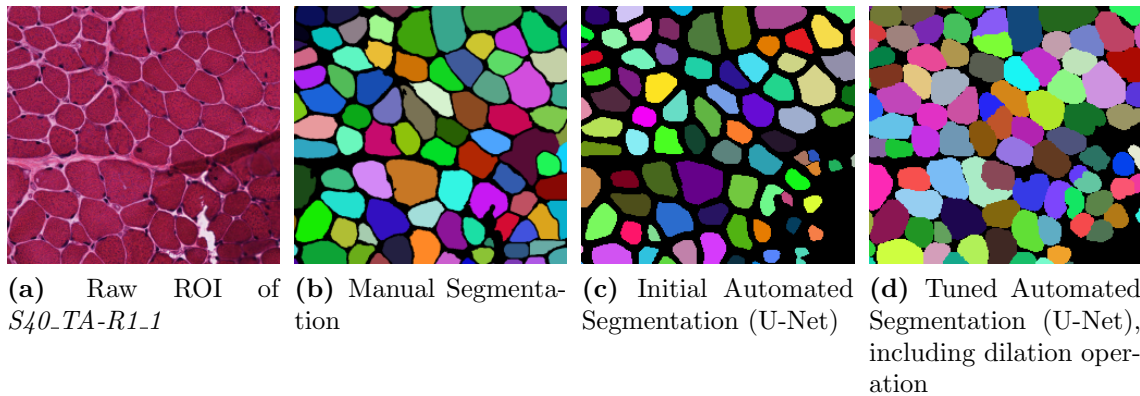 (a) Raw ROI of
S40_TA-R1_1
(b) Manual Segmenta-
tion
(c) Initial Automated
Segmentation (U-Net)
(d) Tuned Automated
Segmentation (U-Net),
including dilation oper-
ation